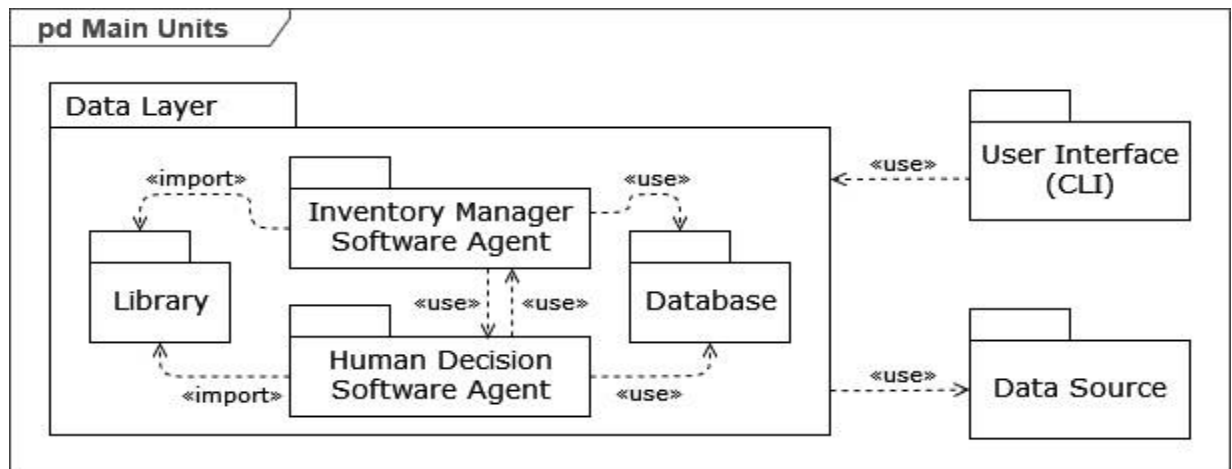 pd Main Units
Data Layer
«import»
Inventory Manager
Software Agent
«use»
Library
«use»
«use»
Database
Human Decision
Software Agent
«import»
«use»
«use»
User Interface
(CLI)
«use»
Data Source